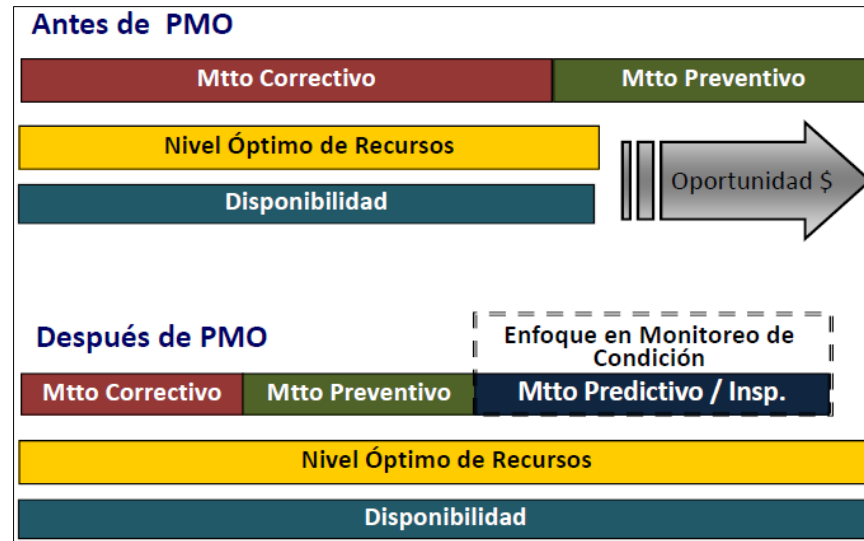 Antes de PMO
Mtto Correctivo
Mtto Preventivo
Nivel Óptimo de Recursos
Oportunidad $
Disponibilidad
Después de PMO
Enfoque en Monitoreo de
Condición
Mtto Correctivo
Mtto Preventivo
Mtto Predictivo / Insp.
Nivel Óptimo de Recursos
Disponibilidad